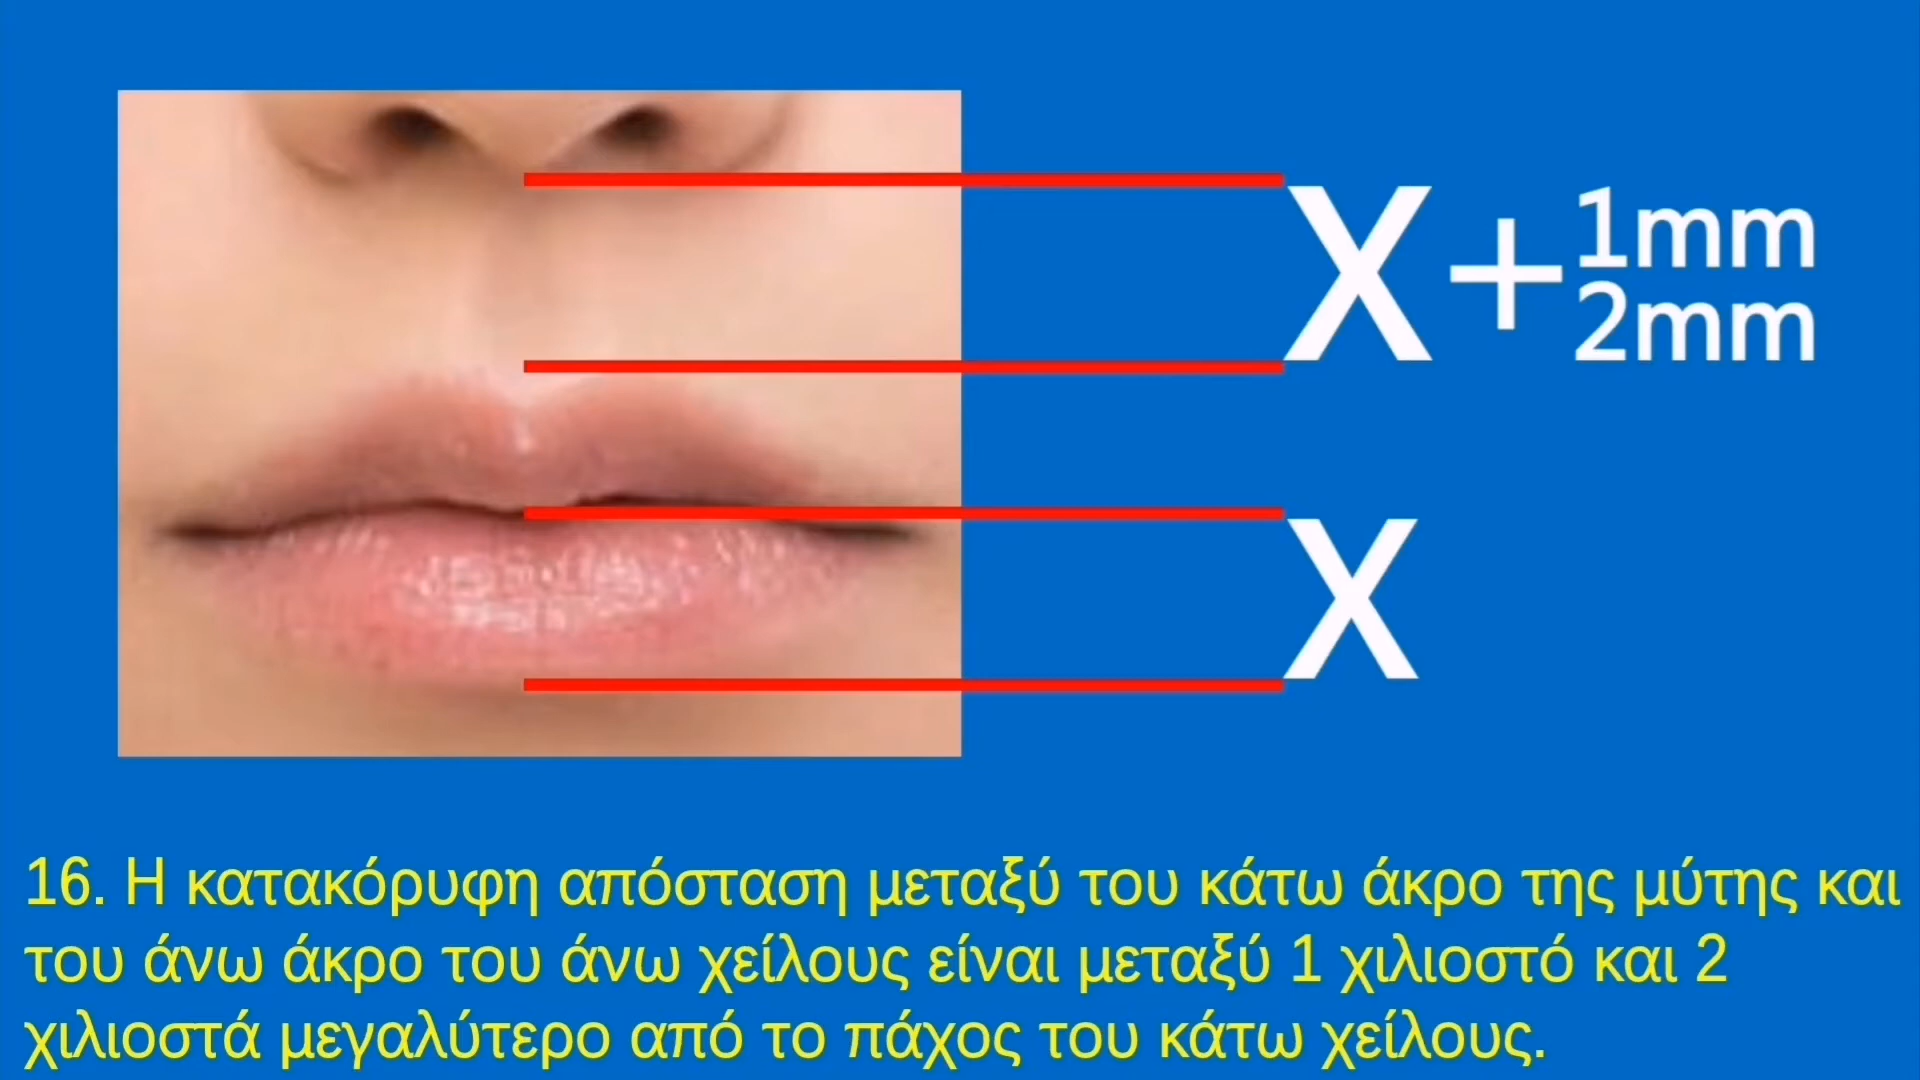 X + 1mm
2mm
X
16. Η κατακόρυφη απόσταση μεταξύ του κάτω άκρο της μύτης και
του άνω άκρο του άνω χείλους είναι μεταξύ 1 χιλιοστό και 2
χιλιοστά μεγαλύτερο από το πάχος του κάτω χείλους.